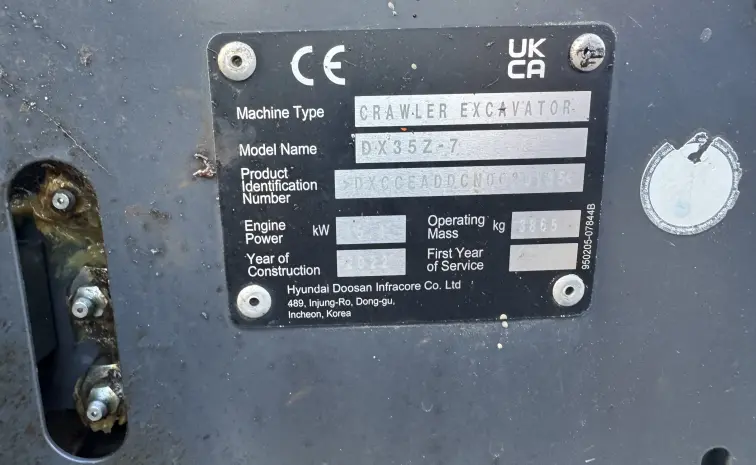 CE
UK
CA
Machine Type CRAWLER EXCAVATOR
Model Name DX35Z-7
Product
Identification
Number
Engine
Power kW
Operating
Mass kg 3865
Year of
Construction 2022
First Year
of Service
Hyundai Doosan Infracore Co. Ltd
489, Injung-Ro, Dong-gu,
Incheon, Korea
950205-07844B